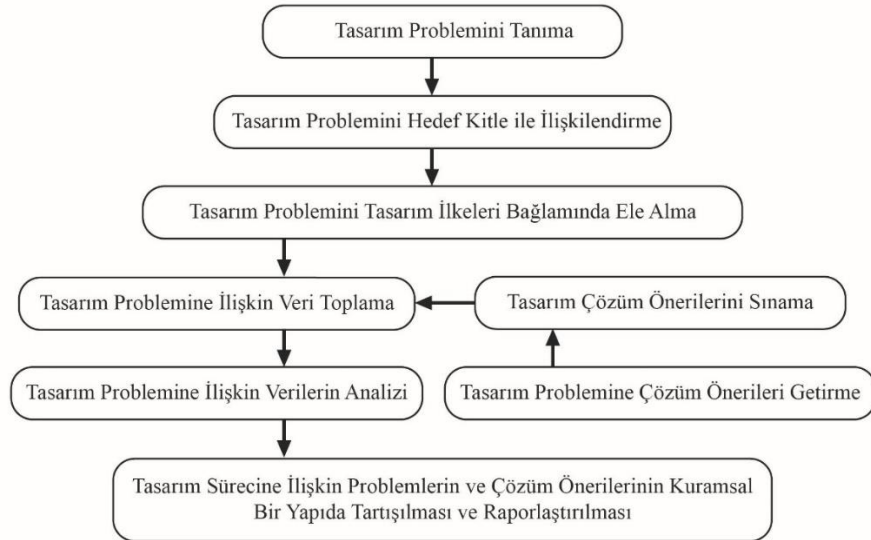 Tasarım Problemini Tanıma
Tasarım Problemini Hedef Kitle ile İlişkilendirme
Tasarım Problemini Tasarım İlkeleri Bağlamında Ele Alma
Tasarım Problemine İlişkin Veri Toplama
Tasarım Çözüm Önerilerini Sınama
Tasarım Problemine İlişkin Verilerin Analizi
Tasarım Problemine Çözüm Önerileri Getirme
Tasarım Sürecine İlişkin Problemlerin ve Çözüm Önerilerinin Kuramsal
Bir Yapıda Tartışılması ve Raporlaştırılması